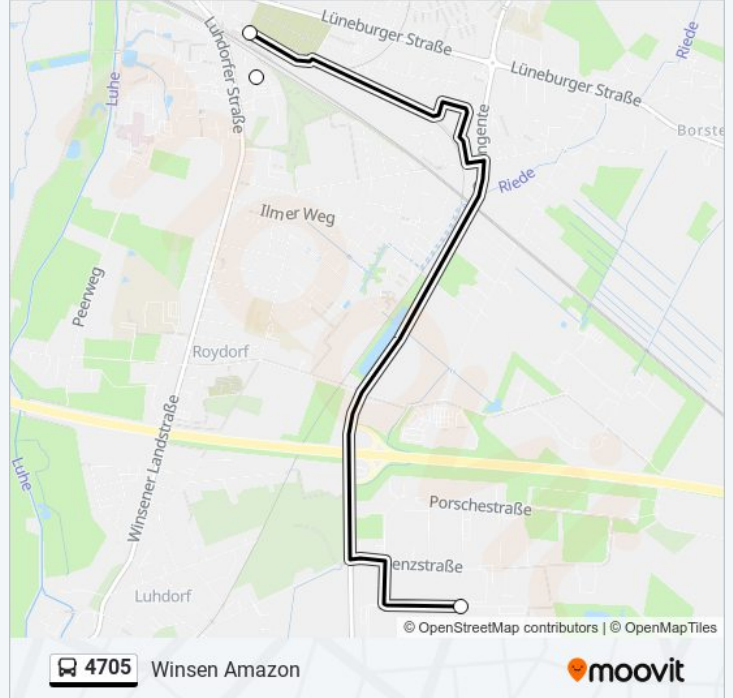 Lüneburger Straße
Riede
Luhdorfer Straße
Luhe
Lüneburger Straße
ngente
Borste
Riede
Ilmer Weg
Peerweg
Roydorf
Winsener Landstraße
Luhe
Porschestraße
enzstraße
Luhdorf
© OpenStreetMap contributors | © OpenMapTiles
4705 Winsen Amazon
moovit